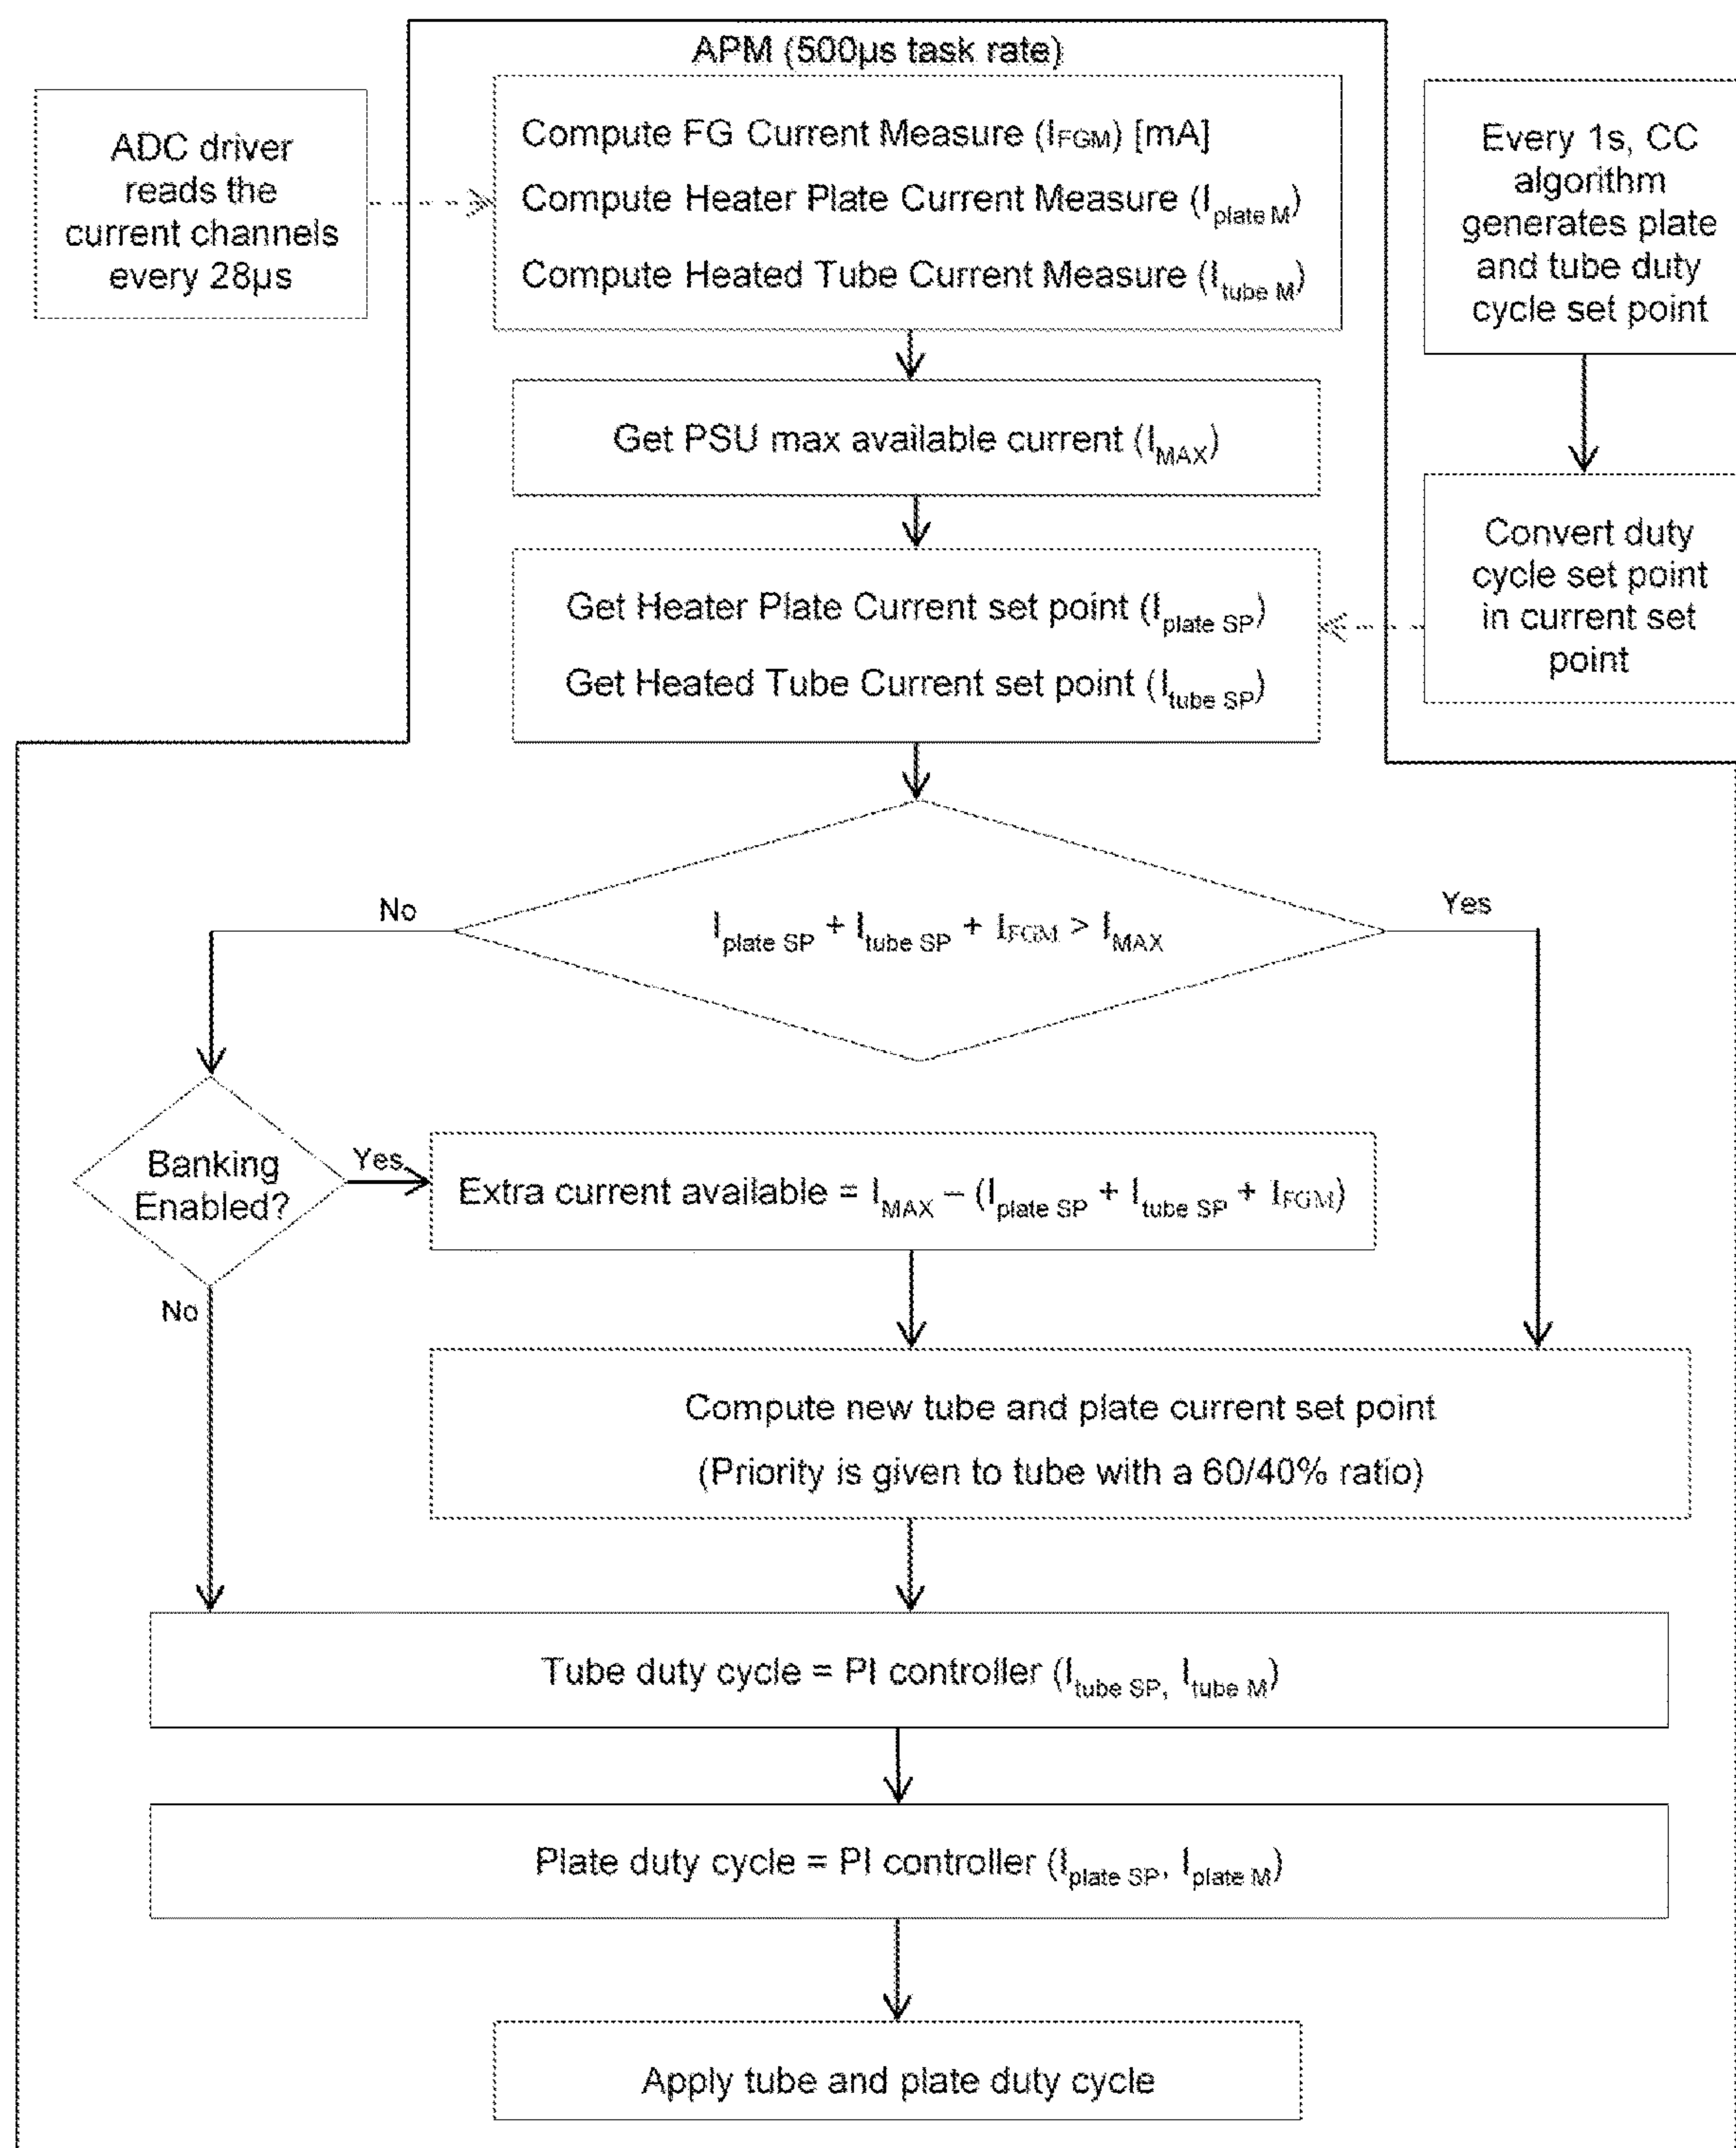 APM (500µs task rate)
ADC driver
reads the
current channels
every 28µs
Compute FG Current Measure (IFGM) [mA]
Compute Heater Plate Current Measure (Iplate M)
Compute Heated Tube Current Measure (Itube M)
Every 1s, CC
algorithm
generates plate
and tube duty
cycle set point
Get PSU max available current (IMAX)
Convert duty
cycle set point
in current set
point
Get Heater Plate Current set point (Iplate SP)
Get Heated Tube Current set point (Itube SP)
No
Iplate SP + Itube SP + IFGM > IMAX
Yes
Banking
Enabled?
Yes
Extra current available = IMAX – (Iplate SP + Itube SP + IFGM)
No
Compute new tube and plate current set point
(Priority is given to tube with a 60/40% ratio)
Tube duty cycle = PI controller (Itube SP, Itube M)
Plate duty cycle = PI controller (Iplate SP, Iplate M)
Apply tube and plate duty cycle